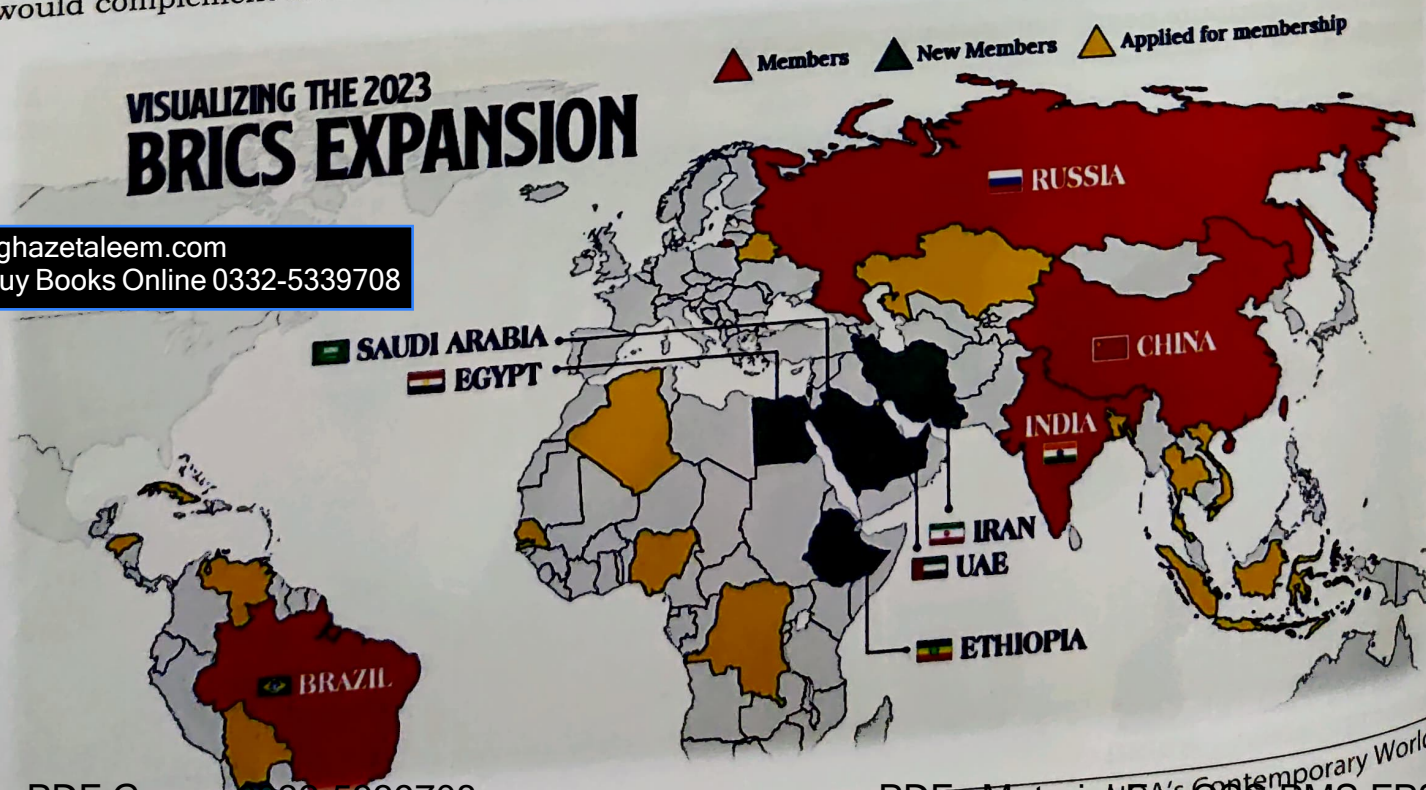 would
VISUALIZING THE 2023
BRICS EXPANSION
Members
New Members
Applied for membership
ghazetaleem.com
uy Books Online 0332-5339708
RUSSIA
SAUDI ARABIA
EGYPT
CHINA
INDIA
IRAN
UAE
ETHIOPIA
BRAZIL
Contemporary World